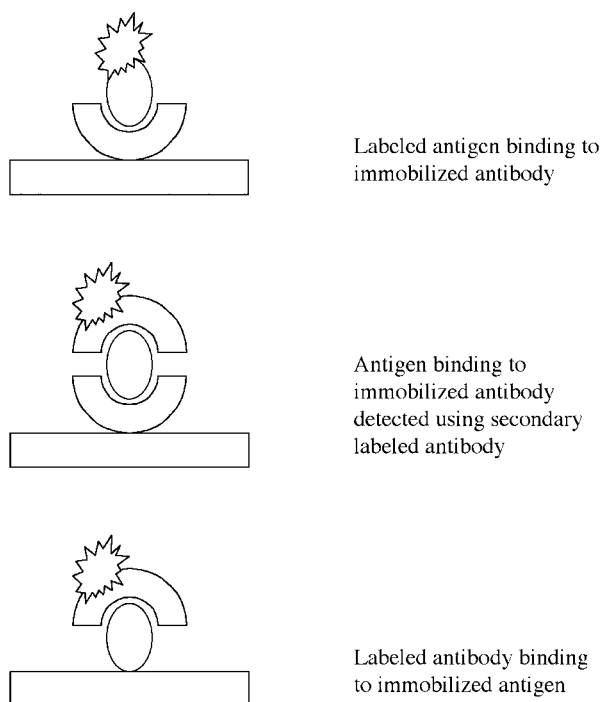 Labeled antigen binding to
immobilized antibody
Antigen binding to
immobilized antibody
detected using secondary
labeled antibody
Labeled antibody binding
to immobilized antigen